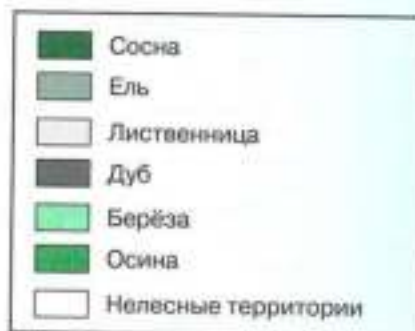 Сосна
Ель
Лиственница
Дуб
Берёза
Осина
Нелесные территории